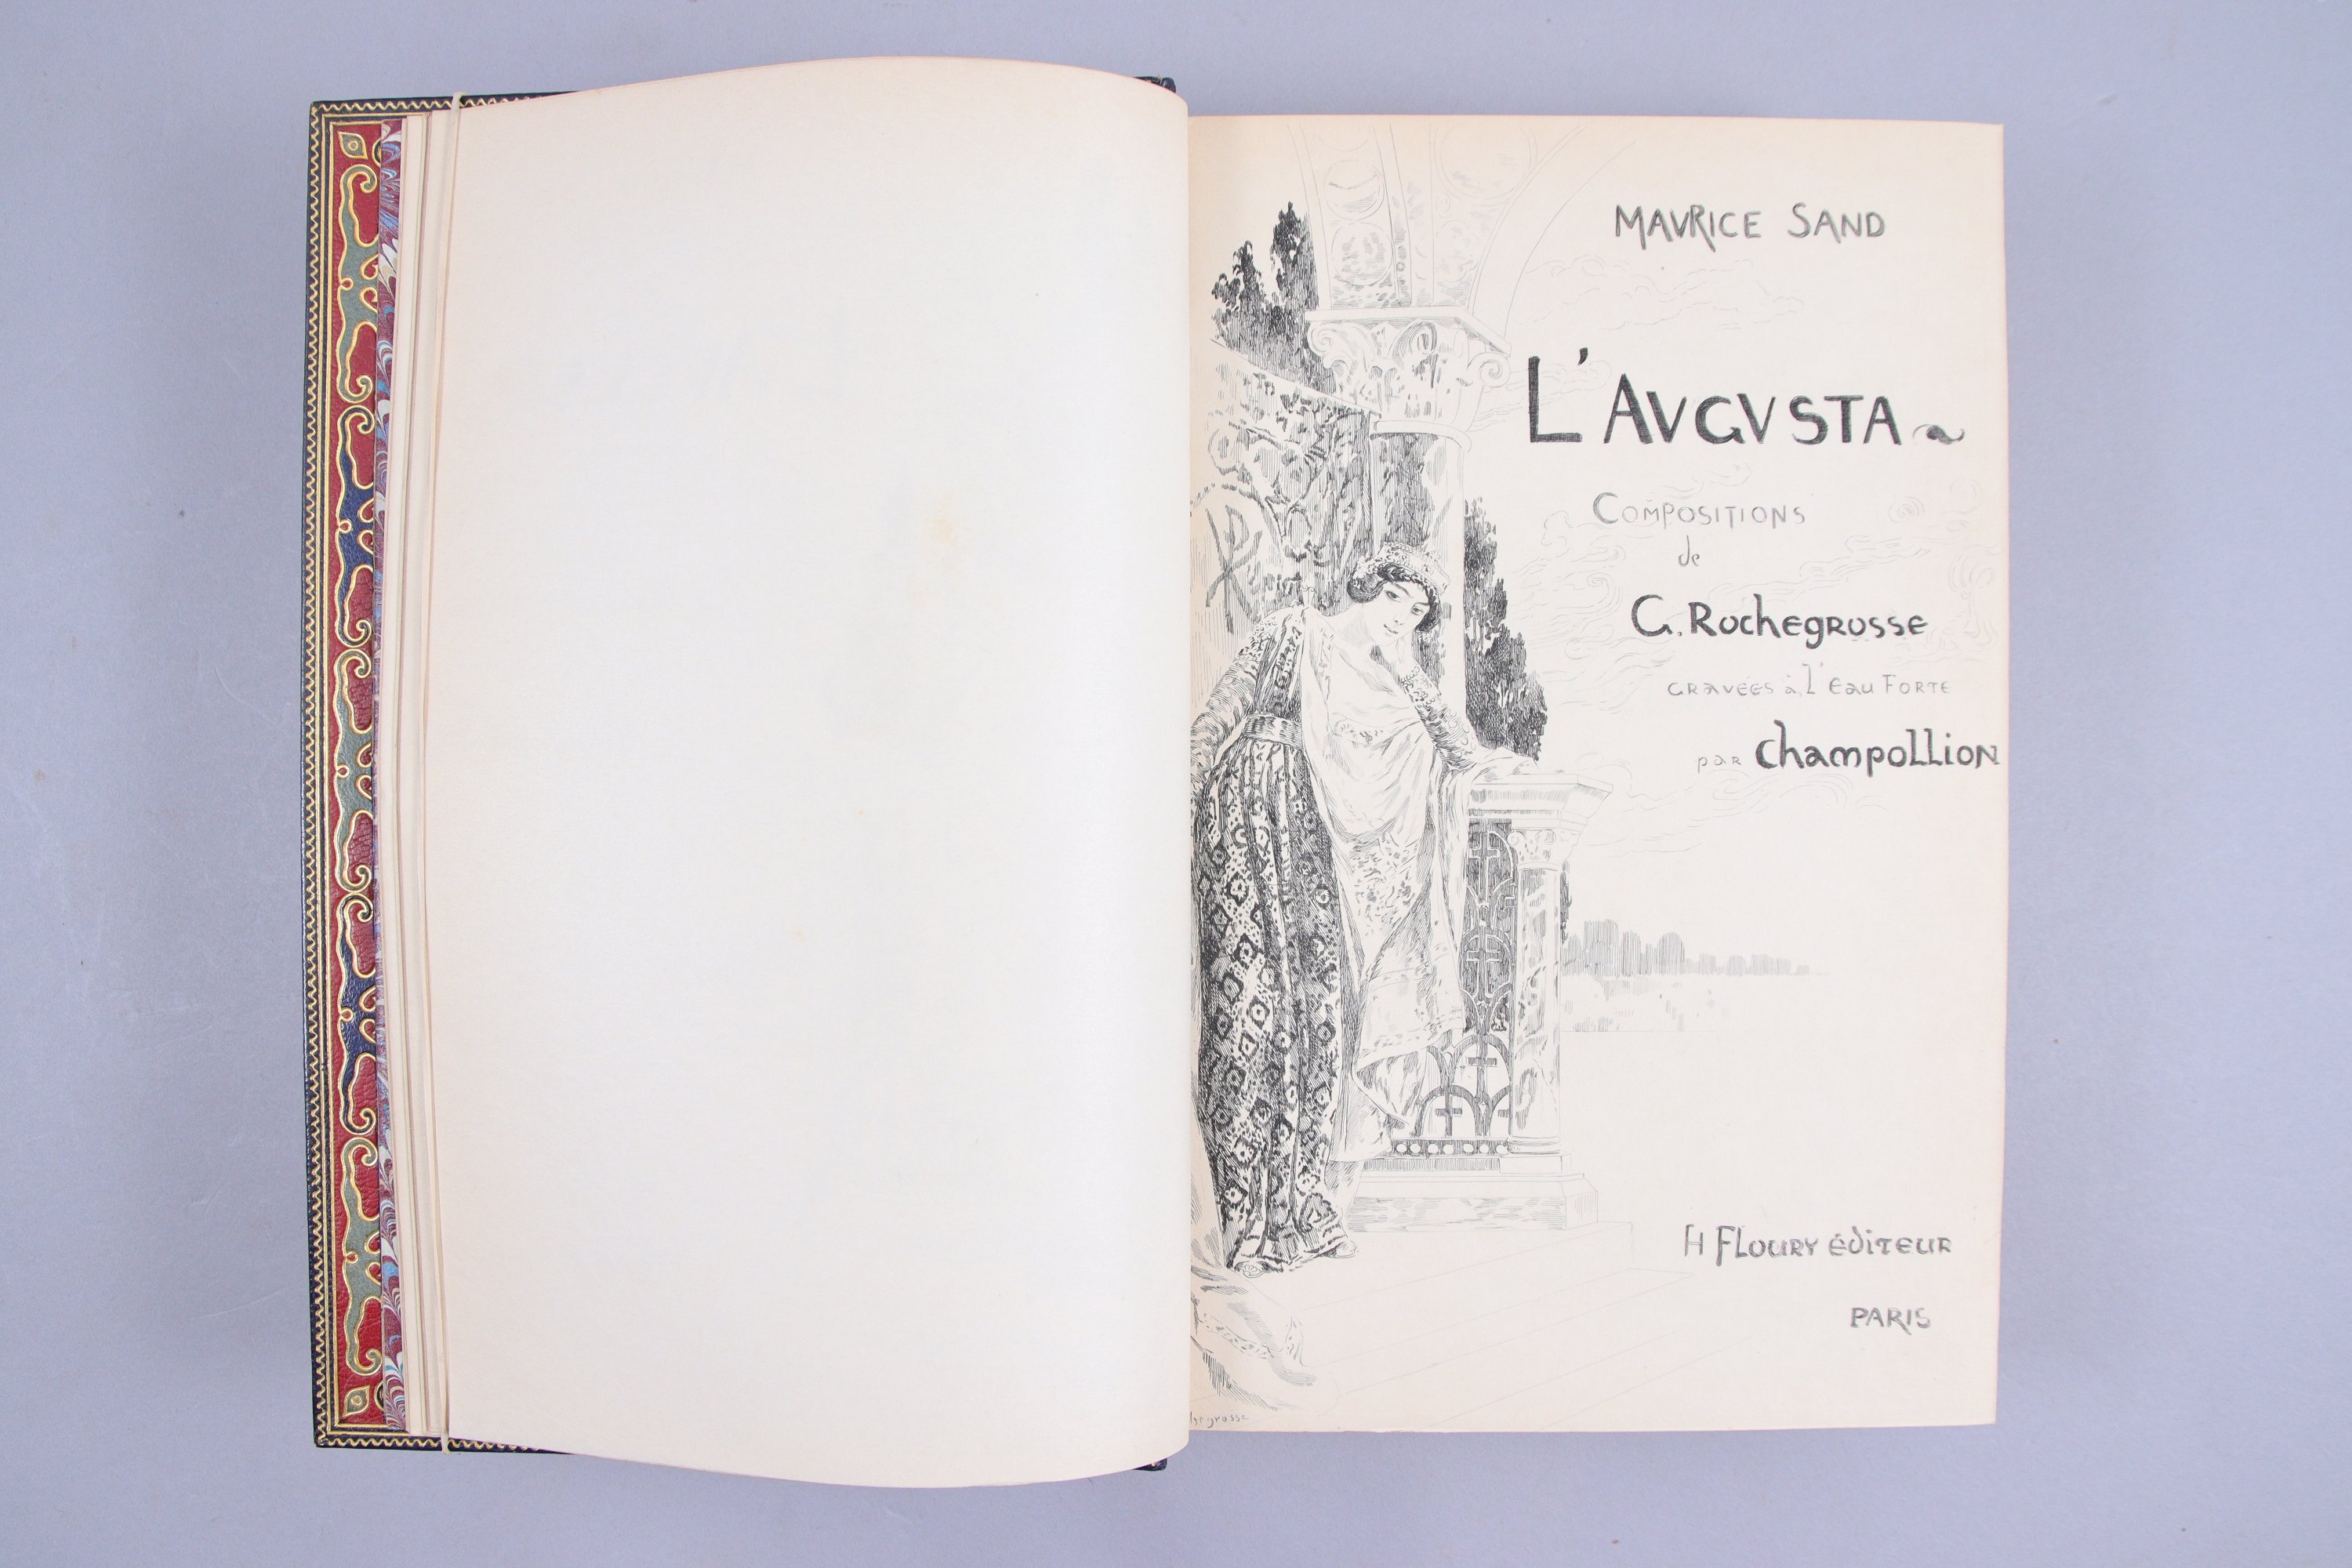 MAVRICE SAND
L'AVGVSTA
COMPOSITIONS
de
G. ROCHEGROSSE
GRAVÉES à L'EAU FORTE
PAR CHAMPOLLION
H FLOURY ÉDITEUR
PARIS